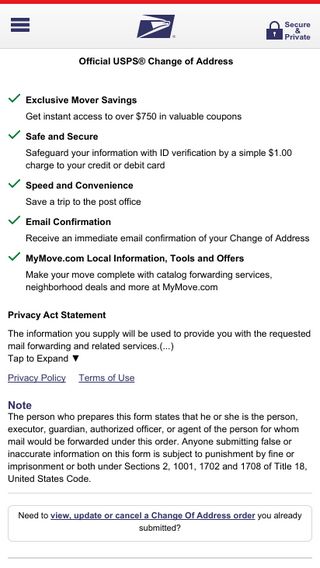 Secure
&
Private
Official USPS® Change of Address
Exclusive Mover Savings
Get instant access to over $750 in valuable coupons
Safe and Secure
Safeguard your information with ID verification by a simple $1.00
charge to your credit or debit card
Speed and Convenience
Save a trip to the post office
Email Confirmation
Receive an immediate email confirmation of your Change of Address
MyMove.com Local Information, Tools and Offers
Make your move complete with catalog forwarding services,
neighborhood deals and more at MyMove.com
Privacy Act Statement
The information you supply will be used to provide you with the requested
mail forwarding and related services.(...)
Tap to Expand ▼
Privacy Policy Terms of Use
Note
The person who prepares this form states that he or she is the person,
executor, guardian, authorized officer, or agent of the person for whom
mail would be forwarded under this order. Anyone submitting false or
inaccurate information on this form is subject to punishment by fine or
imprisonment or both under Sections 2, 1001, 1702 and 1708 of Title 18,
United States Code.
Need to view, update or cancel a Change Of Address order you already
submitted?